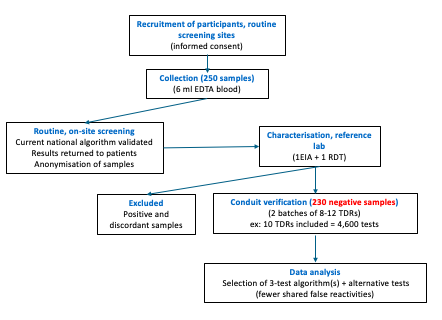 Recruitment of participants, routine
screening sites
(informed consent)
Collection (250 samples)
(6 ml EDTA blood)
Routine, on-site screening
Current national algorithm validated
Results returned to patients
Anonymisation of samples
Characterisation, reference
lab
(1EIA + 1 RDT)
Excluded
Positive and
discordant samples
Conduit verification (230 negative samples)
(2 batches of 8-12 TDRs)
ex: 10 TDRs included = 4,600 tests
Data analysis
Selection of 3-test algorithm(s) + alternative tests
(fewer shared false reactivities)